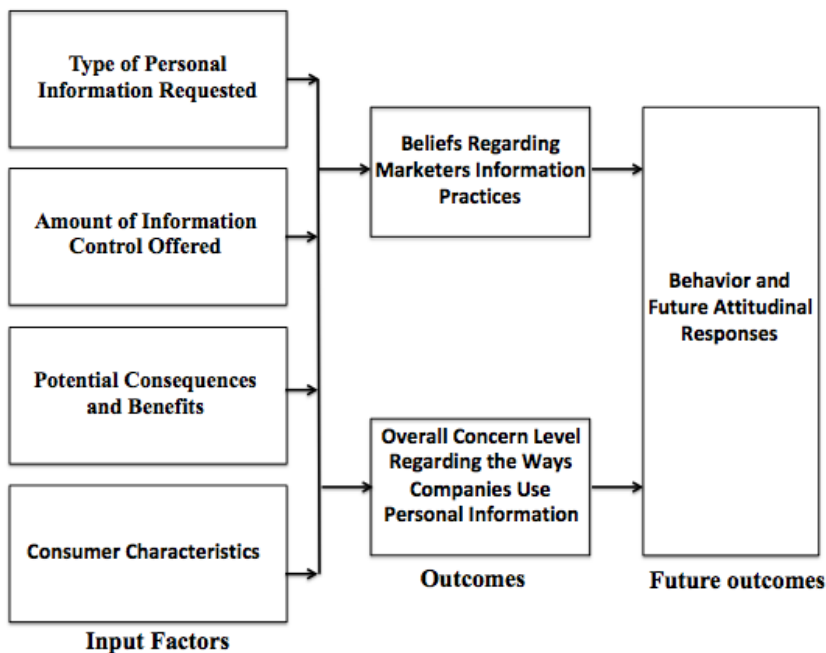 Type of Personal
Information Requested
Amount of Information
Control Offered
Potential Consequences
and Benefits
Consumer Characteristics
Input Factors
Beliefs Regarding
Marketers Information
Practices
Overall Concern Level
Regarding the Ways
Companies Use
Personal Information
Outcomes
Behavior and
Future Attitudinal
Responses
Future outcomes